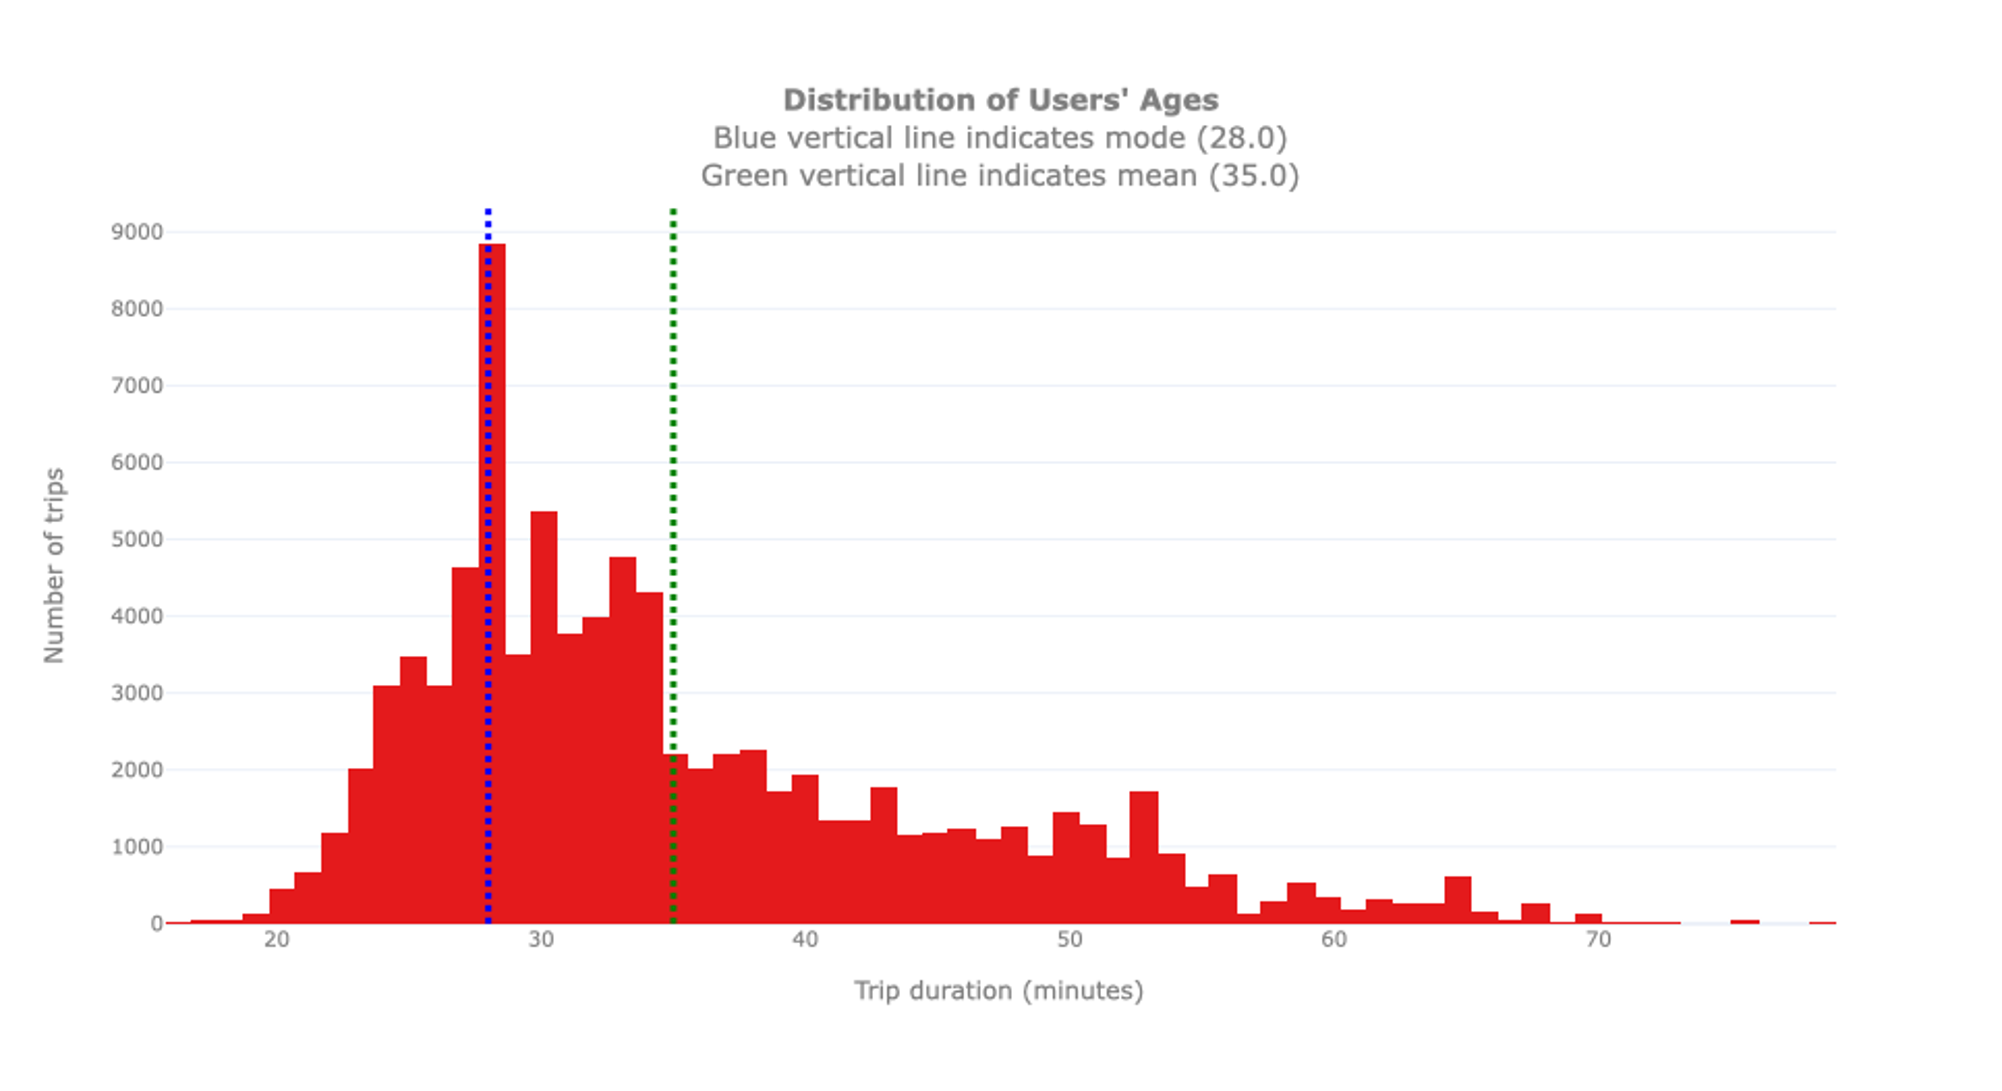 Distribution of Users' Ages
Blue vertical line indicates mode (28.0)
Green vertical line indicates mean (35.0)
Number of trips
9000
8000
7000
6000
5000
4000
3000
2000
1000
0
20 30 40 50 60 70
Trip duration (minutes)